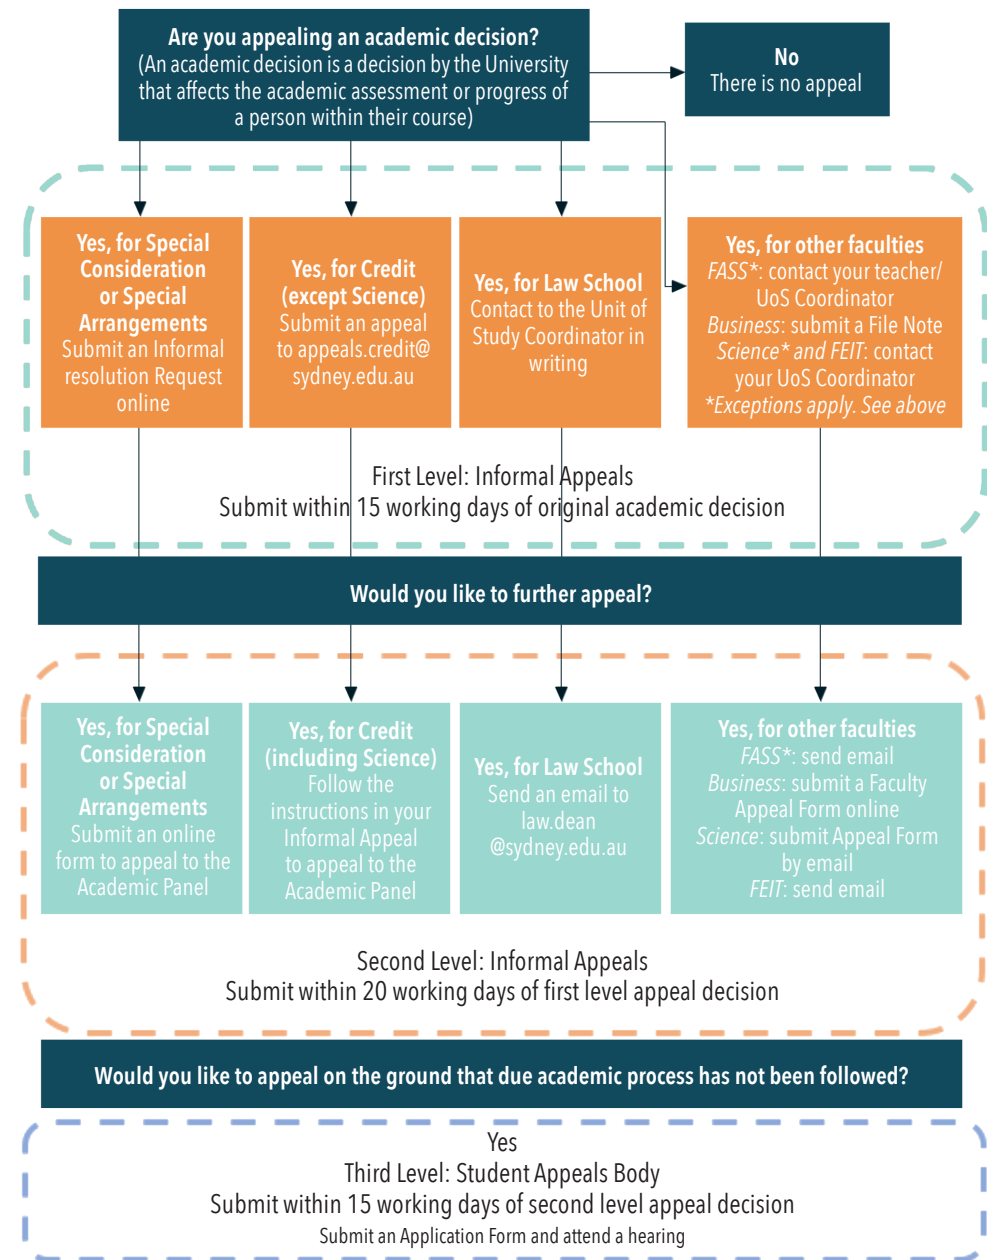 Are you appealing an academic decision?
(An academic decision is a decision by the University
that affects the academic assessment or progress of
a person within their course)
No
There is no appeal
Yes, for Special
Consideration
or Special
Arrangements
Submit an Informal
resolution Request
online
Yes, for Credit
(except Science)
Submit an appeal
to appeals.credit@
sydney.edu.au
Yes, for Law School
Contact to the Unit of
Study Coordinator in
writing
Yes, for other faculties
FASS*: contact your teacher/
UoS Coordinator
Business: submit a File Note
Science* and FEIT: contact
your UoS Coordinator
*Exceptions apply. See above
First Level: Informal Appeals
Submit within 15 working days of original academic decision
Would you like to further appeal?
Yes, for Special
Consideration
or Special
Arrangements
Submit an online
form to appeal to the
Academic Panel
Yes, for Credit
(including Science)
Follow the
instructions in your
Informal Appeal
to appeal to the
Academic Panel
Yes, for Law School
Send an email to
law.dean
@sydney.edu.au
Yes, for other faculties
FASS*: send email
Business: submit a Faculty
Appeal Form online
Science: submit Appeal Form
by email
FEIT: send email
Second Level: Informal Appeals
Submit within 20 working days of first level appeal decision
Would you like to appeal on the ground that due academic process has not been followed?
Yes
Third Level: Student Appeals Body
Submit within 15 working days of second level appeal decision
Submit an Application Form and attend a hearing